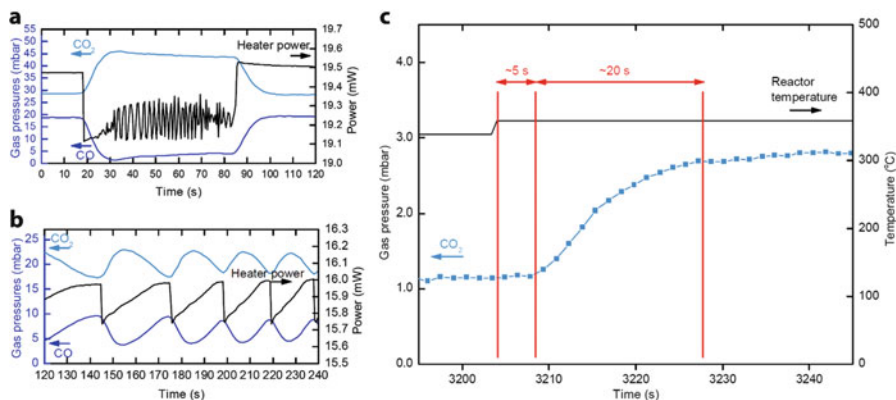 a
Gas pressures (mbar)
55
50
45
40
35
30
25
20
15
10
5
0
CO2
CO
Heater power
19.7
19.6
19.5
19.4
19.3
19.2
19.1
19.0
Power (mW)
0 10 20 30 40 50 60 70 80 90 100 110 120
Time (s)
b
Gas pressures (mbar)
25
20
15
10
5
0
CO2
CO
Heater power
16.3
16.2
16.1
16.0
15.9
15.8
15.7
15.6
15.5
Power (mW)
120 130 140 150 160 170 180 190 200 210 220 230 240
Time (s)
c
Gas pressure (mbar)
4.0
3.0
2.0
1.0
0.0
~5 s
~20 s
Reactor
temperature
CO2
500
400
300
200
100
0
Temperature (°C)
3200 3210 3220 3230 3240
Time (s)